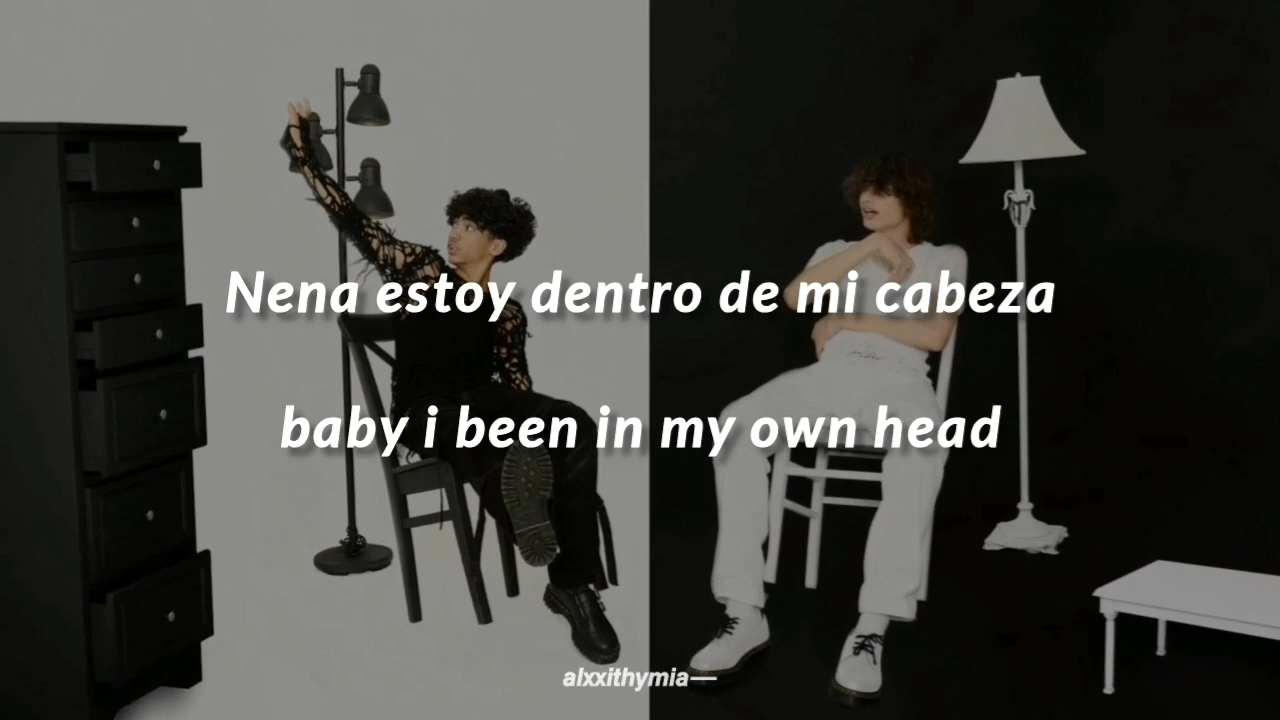 Nena estoy dentro de mi cabeza
baby i been in my own head
alxxithymia—